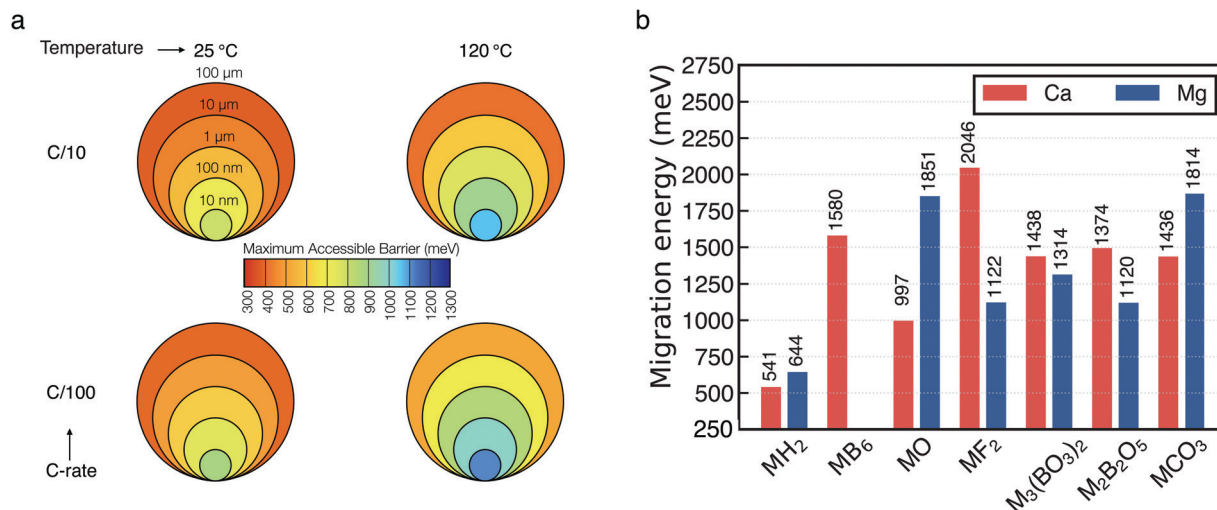 a
Temperature → 25 °C 120 °C
100 µm
10 µm
1 µm
100 nm
10 nm
C/10
Maximum Accessible Barrier (meV)
300 400 500 600 700 800 900 1000 1100 1200 1300
C/100
C-rate
b
Migration energy (meV)
2750
2500
2250
2000
1750
1500
1250
1000
750
500
250
Ca Mg
541 644 1580 997 1851 2046 1122 1438 1314 1374 1120 1436 1814
MH₂ MB₆ MO MF₂ M₃(BO₃)₂ M₂B₂O₅ MCO₃